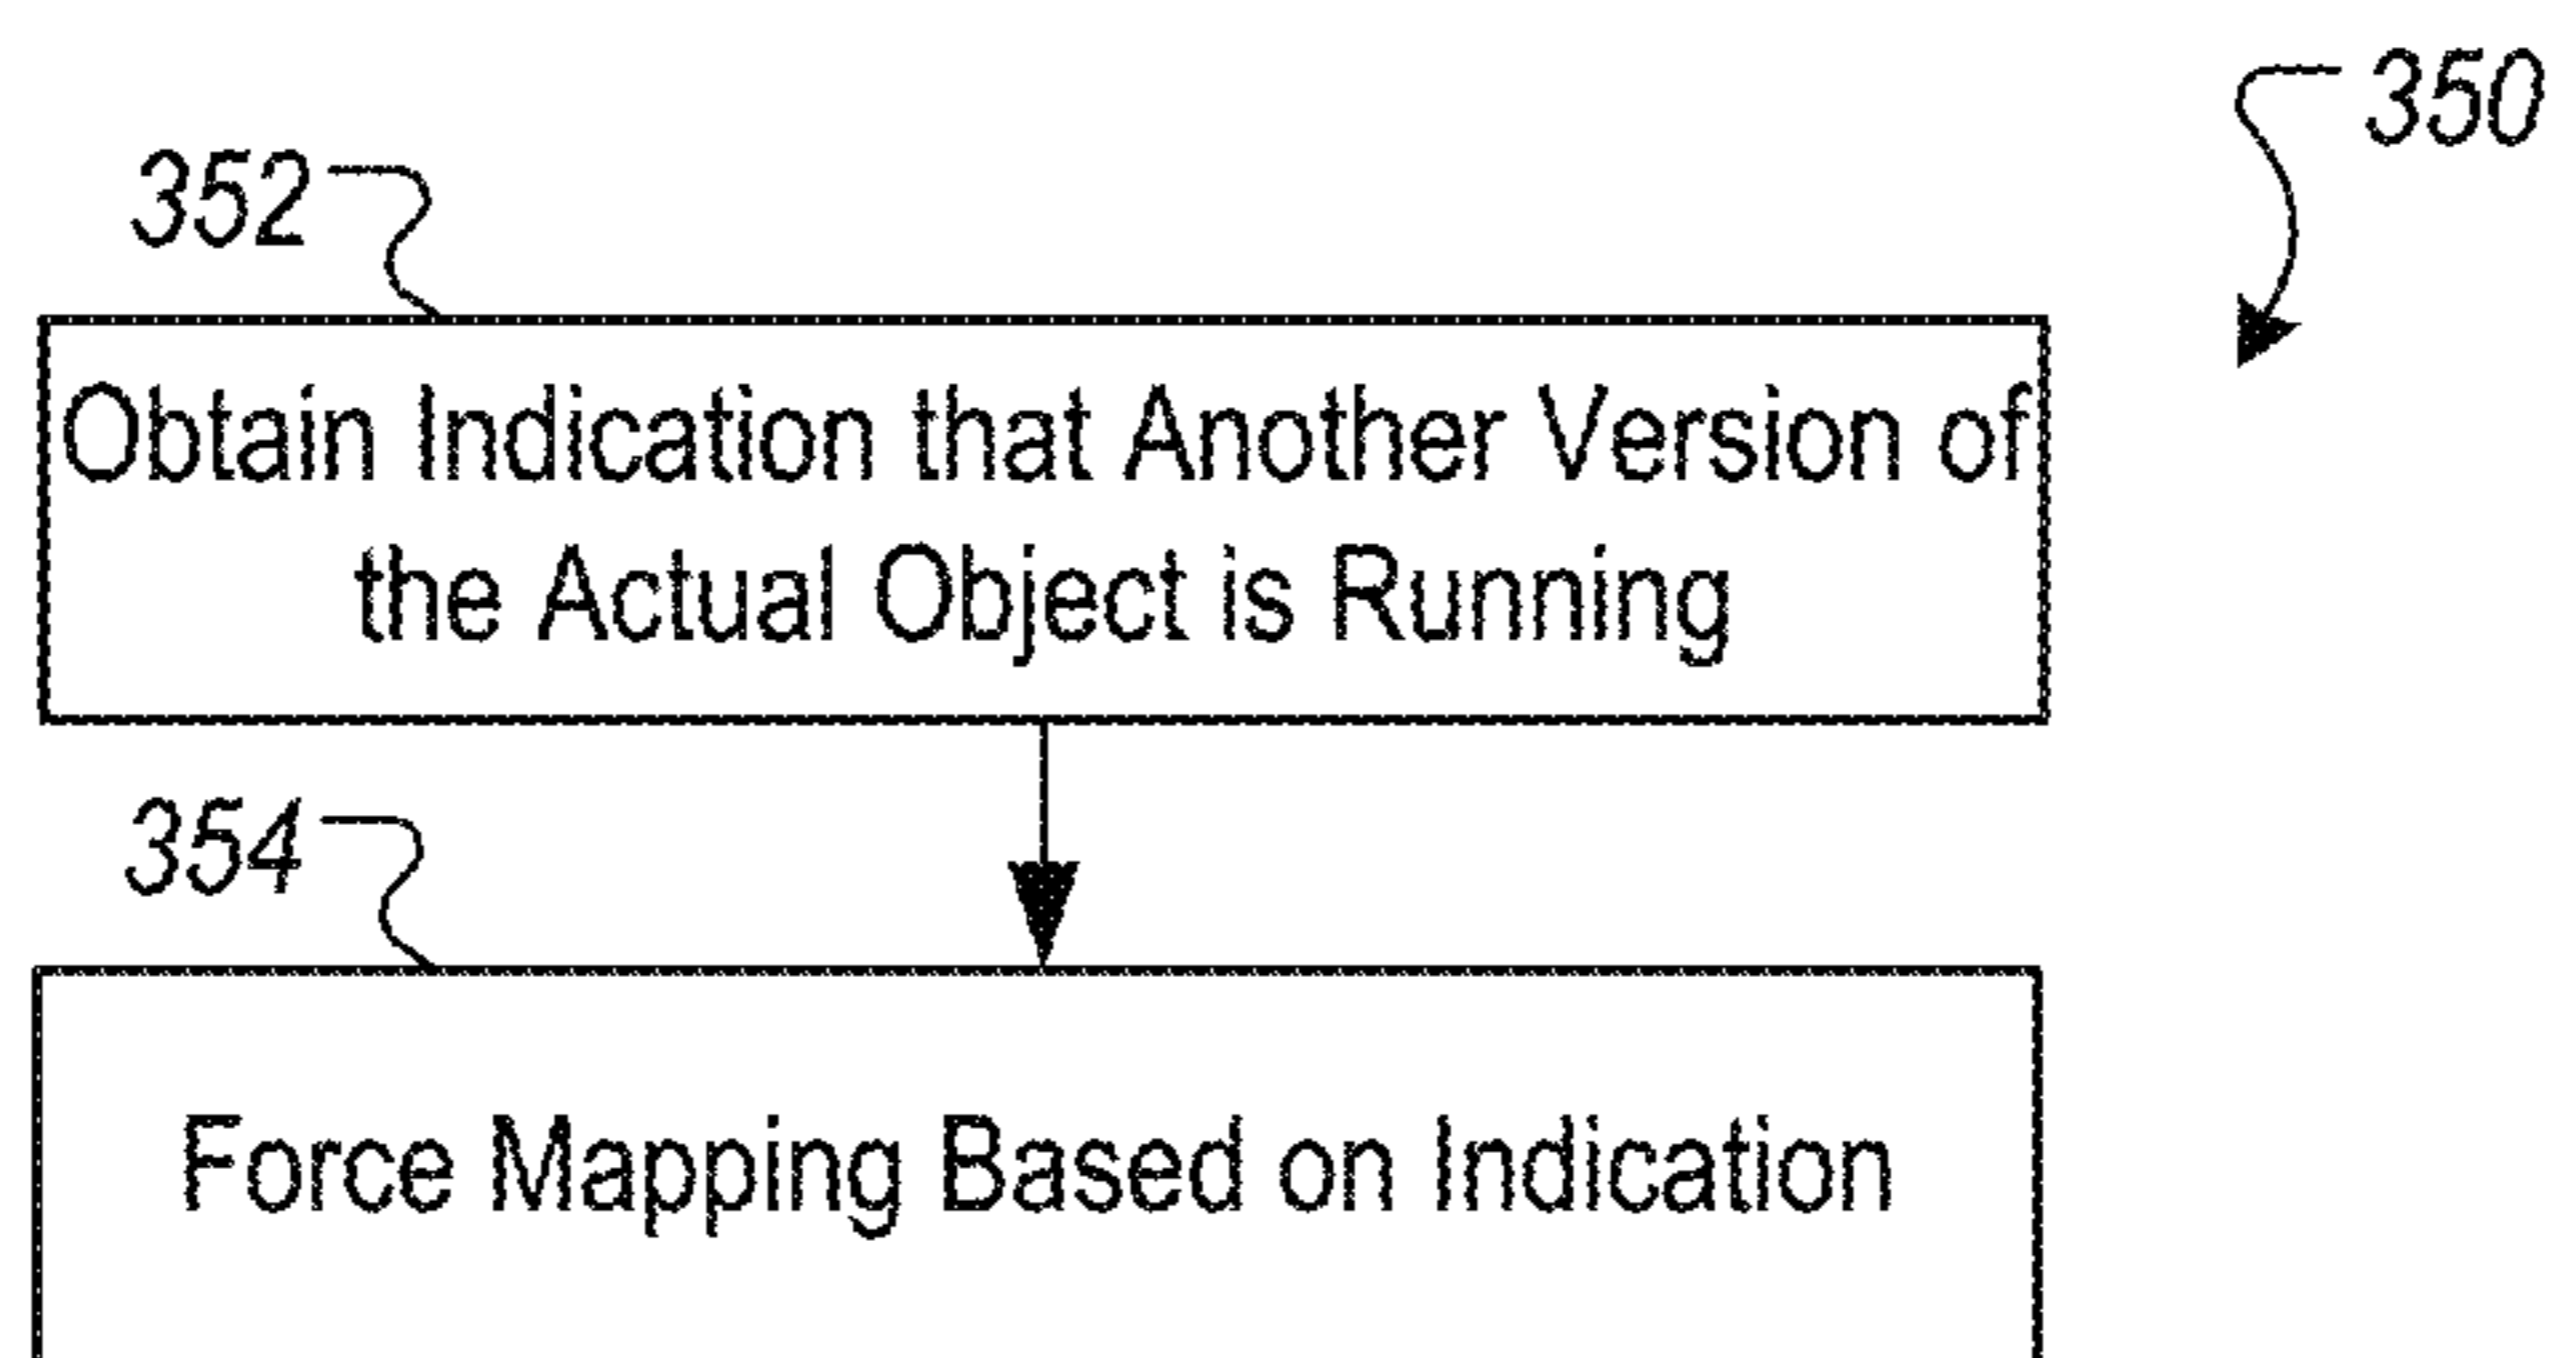 350
352
Obtain Indication that Another Version of
the Actual Object is Running
354
Force Mapping Based on Indication